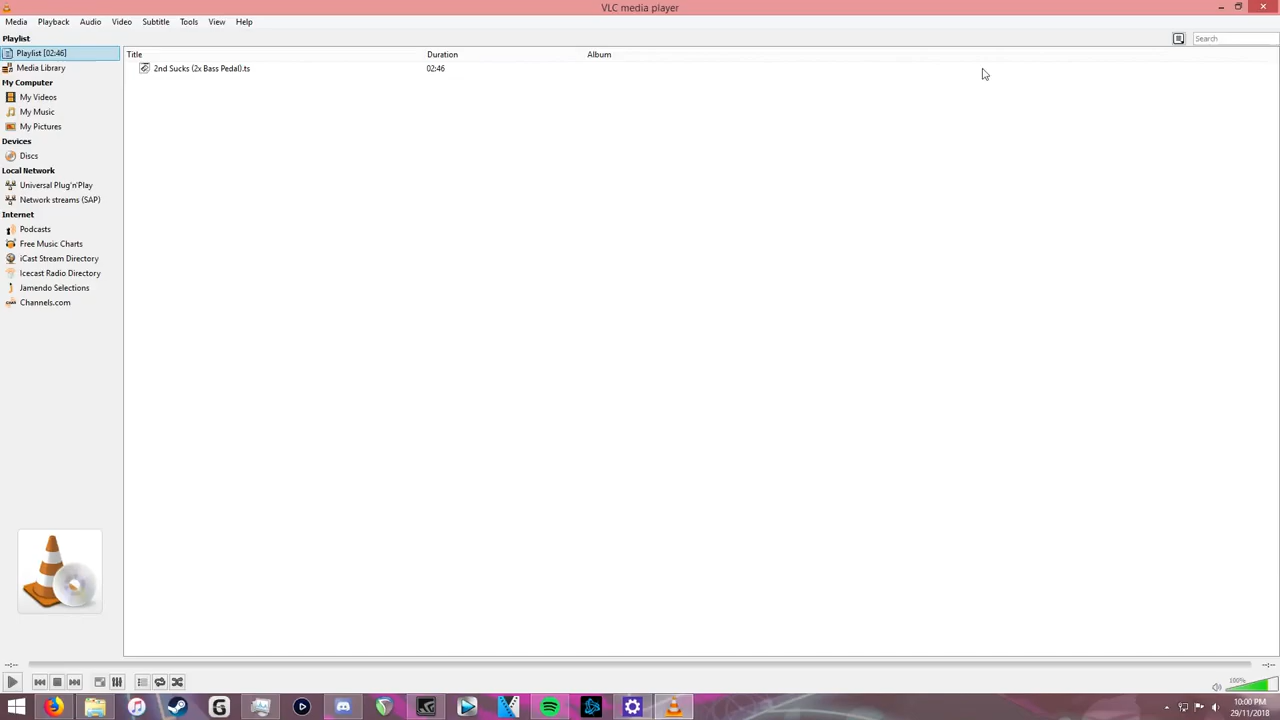 VLC media player
Media Playback Audio Video Subtitle Tools View Help
Playlist
Search
Playlist [02:46]
Title Duration Album
2nd Sucks (2x Bass Pedal).ts 02:46
Media Library
My Computer
My Videos
My Music
My Pictures
Devices
Discs
Local Network
Universal Plug'n'Play
Network streams (SAP)
Internet
Podcasts
Free Music Charts
iCast Stream Directory
Icecast Radio Directory
Jamendo Selections
Channels.com
--:-- --:--
100%
10:00 PM
29/11/2018